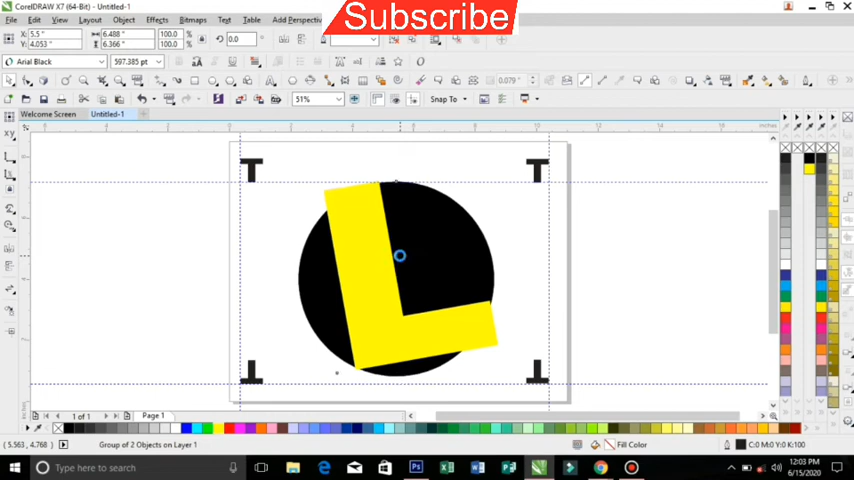 CorelDRAW X7 (64-Bit) - Untitled-1
Subscribe
File Edit View Layout Object Effects Bitmaps Text Table Add Perspective
X: 5.5 " 6.488 " 100.0 % 0.0
Y: 4.053 " 6.366 " 100.0 %
Arial Black 597.385 pt
0.079 "
51% Snap To
Welcome Screen Untitled-1
inches
T T
L
T T
1 of 1 Page 1
(5.563, 4.768) Group of 2 Objects on Layer 1 Fill Color C:0 M:0 Y:0 K:100
Type here to search 12:03 PM
6/15/2020